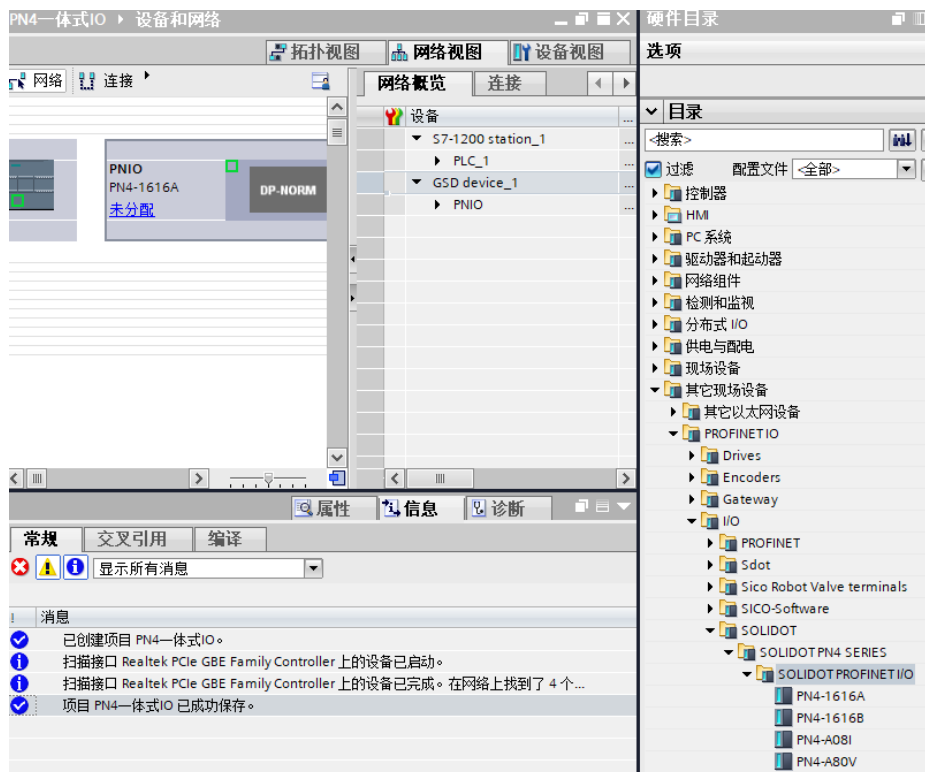 PN4一体式IO ▸ 设备和网络
拓扑视图 网络视图 设备视图
网络 连接
网络概览 连接
设备 ...
S7-1200 station_1 ...
PLC_1 ...
GSD device_1 ...
PNIO ...
PNIO
PN4-1616A
未分配
DP-NORM
属性 信息 诊断
常规 交叉引用 编译
显示所有消息
! 消息
已创建项目 PN4一体式IO。
扫描接口 Realtek PCIe GBE Family Controller 上的设备已启动。
扫描接口 Realtek PCIe GBE Family Controller 上的设备已完成。在网络上找到了 4 个...
项目 PN4一体式IO 已成功保存。
硬件目录
选项
目录
<搜索>
过滤 配置文件 <全部>
控制器
HMI
PC 系统
驱动器和起动器
网络组件
检测和监视
分布式 I/O
供电与配电
现场设备
其它现场设备
其它以太网设备
PROFINET IO
Drives
Encoders
Gateway
I/O
PROFINET
Sdot
Sico Robot Valve terminals
SICO-Software
SOLIDOT
SOLIDOT PN4 SERIES
SOLIDOT PROFINET I/O
PN4-1616A
PN4-1616B
PN4-A08I
PN4-A80V